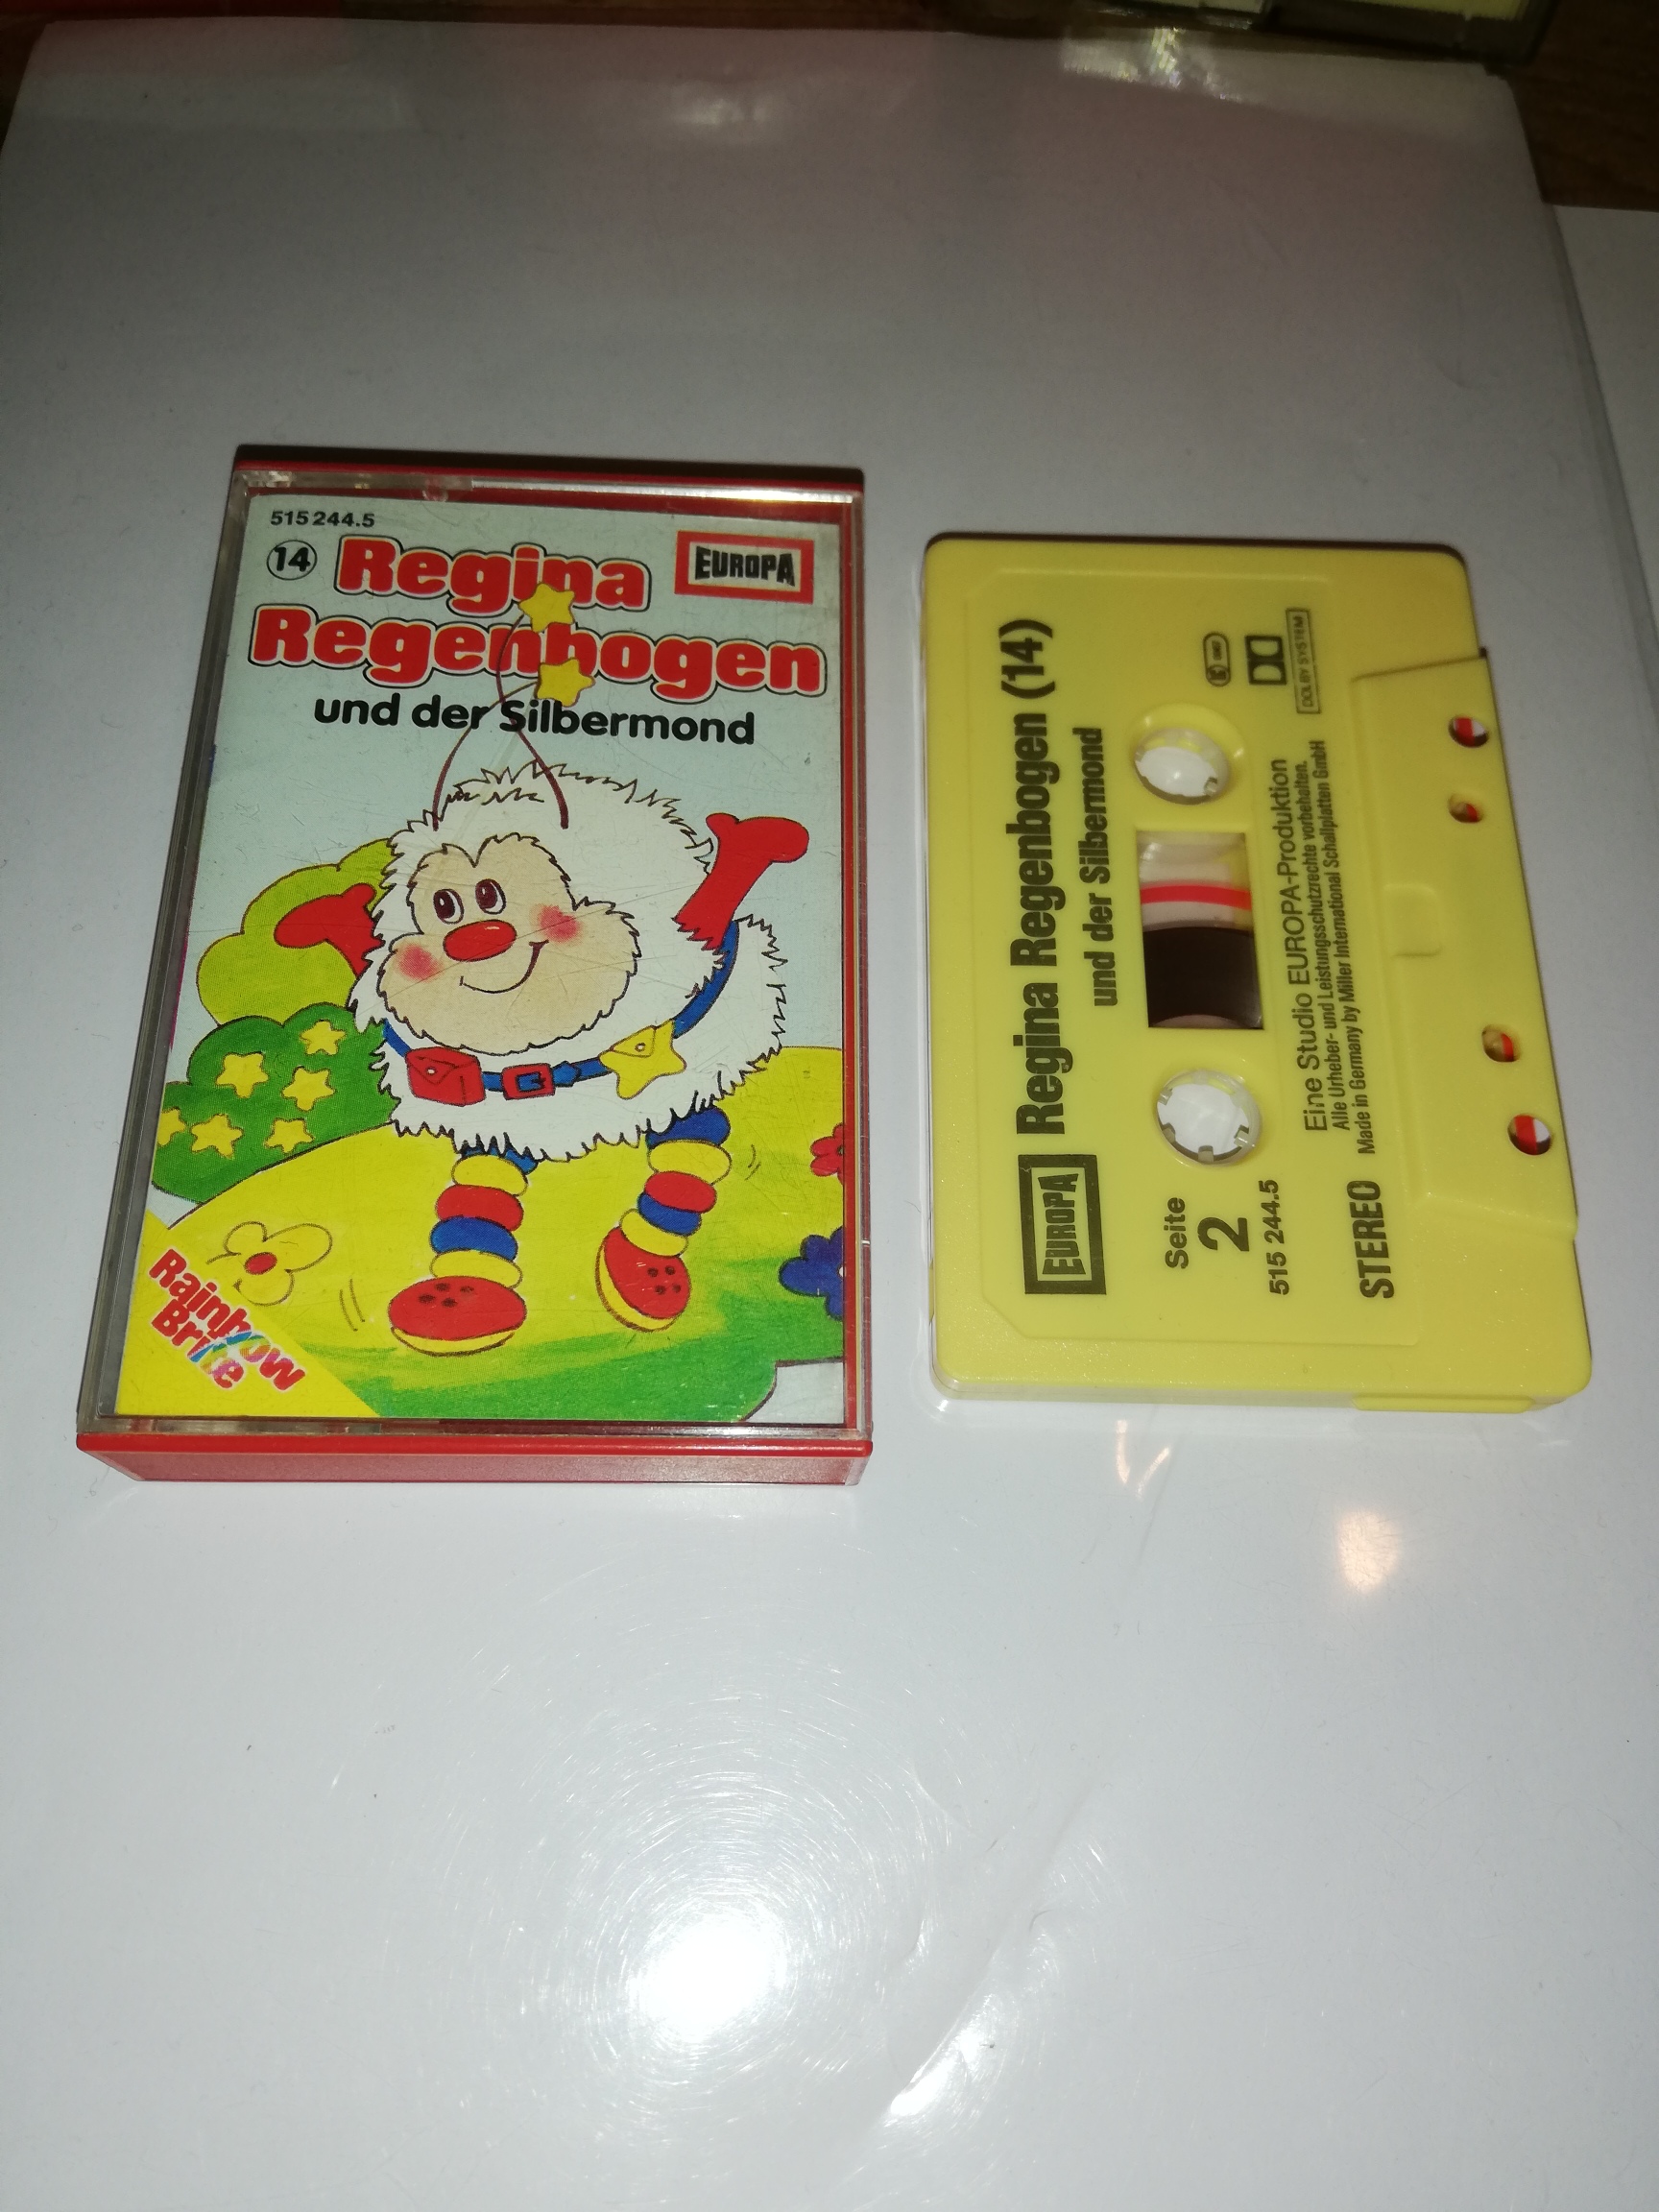 515 244.5
14 Regina
EUROPA
Regenbogen
und der Silbermond
Rainbow
Brite
Regina Regenbogen (14)
und der Silbermond
EUROPA
Seite
2
515 244.5
STEREO
DOLBY SYSTEM
Eine Studio EUROPA-Produktion
Alle Urheber- und Leistungsschutzrechte vorbehalten.
Made in Germany by Miller International Schallplatten GmbH